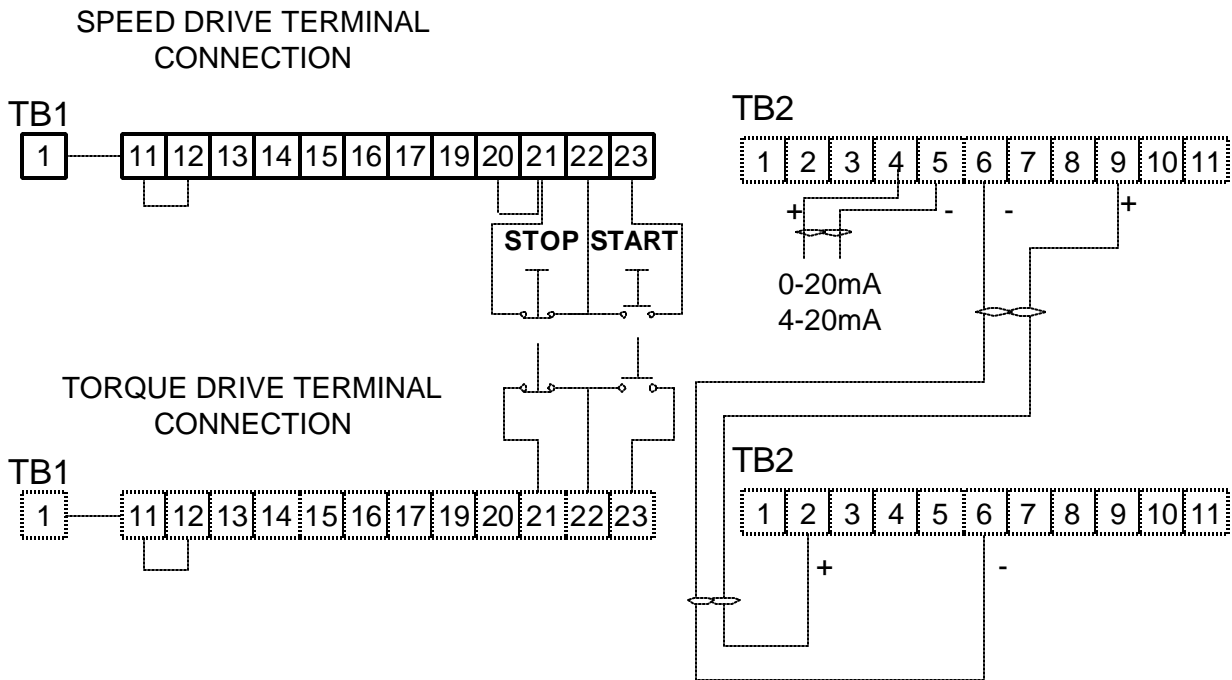 SPEED DRIVE TERMINAL
CONNECTION
TB1
1 11 12 13 14 15 16 17 19 20 21 22 23
STOP START
TB2
1 2 3 4 5 6 7 8 9 10 11
+ - - +
0-20mA
4-20mA
TORQUE DRIVE TERMINAL
CONNECTION
TB1
1 11 12 13 14 15 16 17 19 20 21 22 23
TB2
1 2 3 4 5 6 7 8 9 10 11
+ -